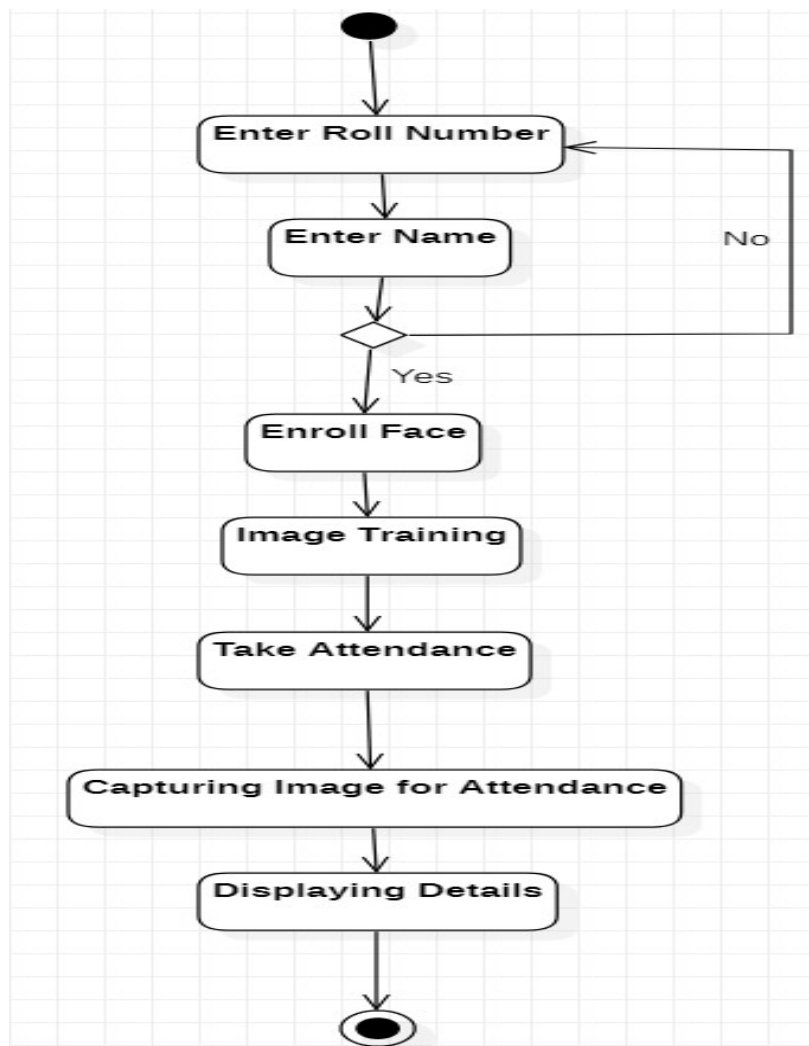 Enter Roll Number
Enter Name
No
Yes
Enroll Face
Image Training
Take Attendance
Capturing Image for Attendance
Displaying Details